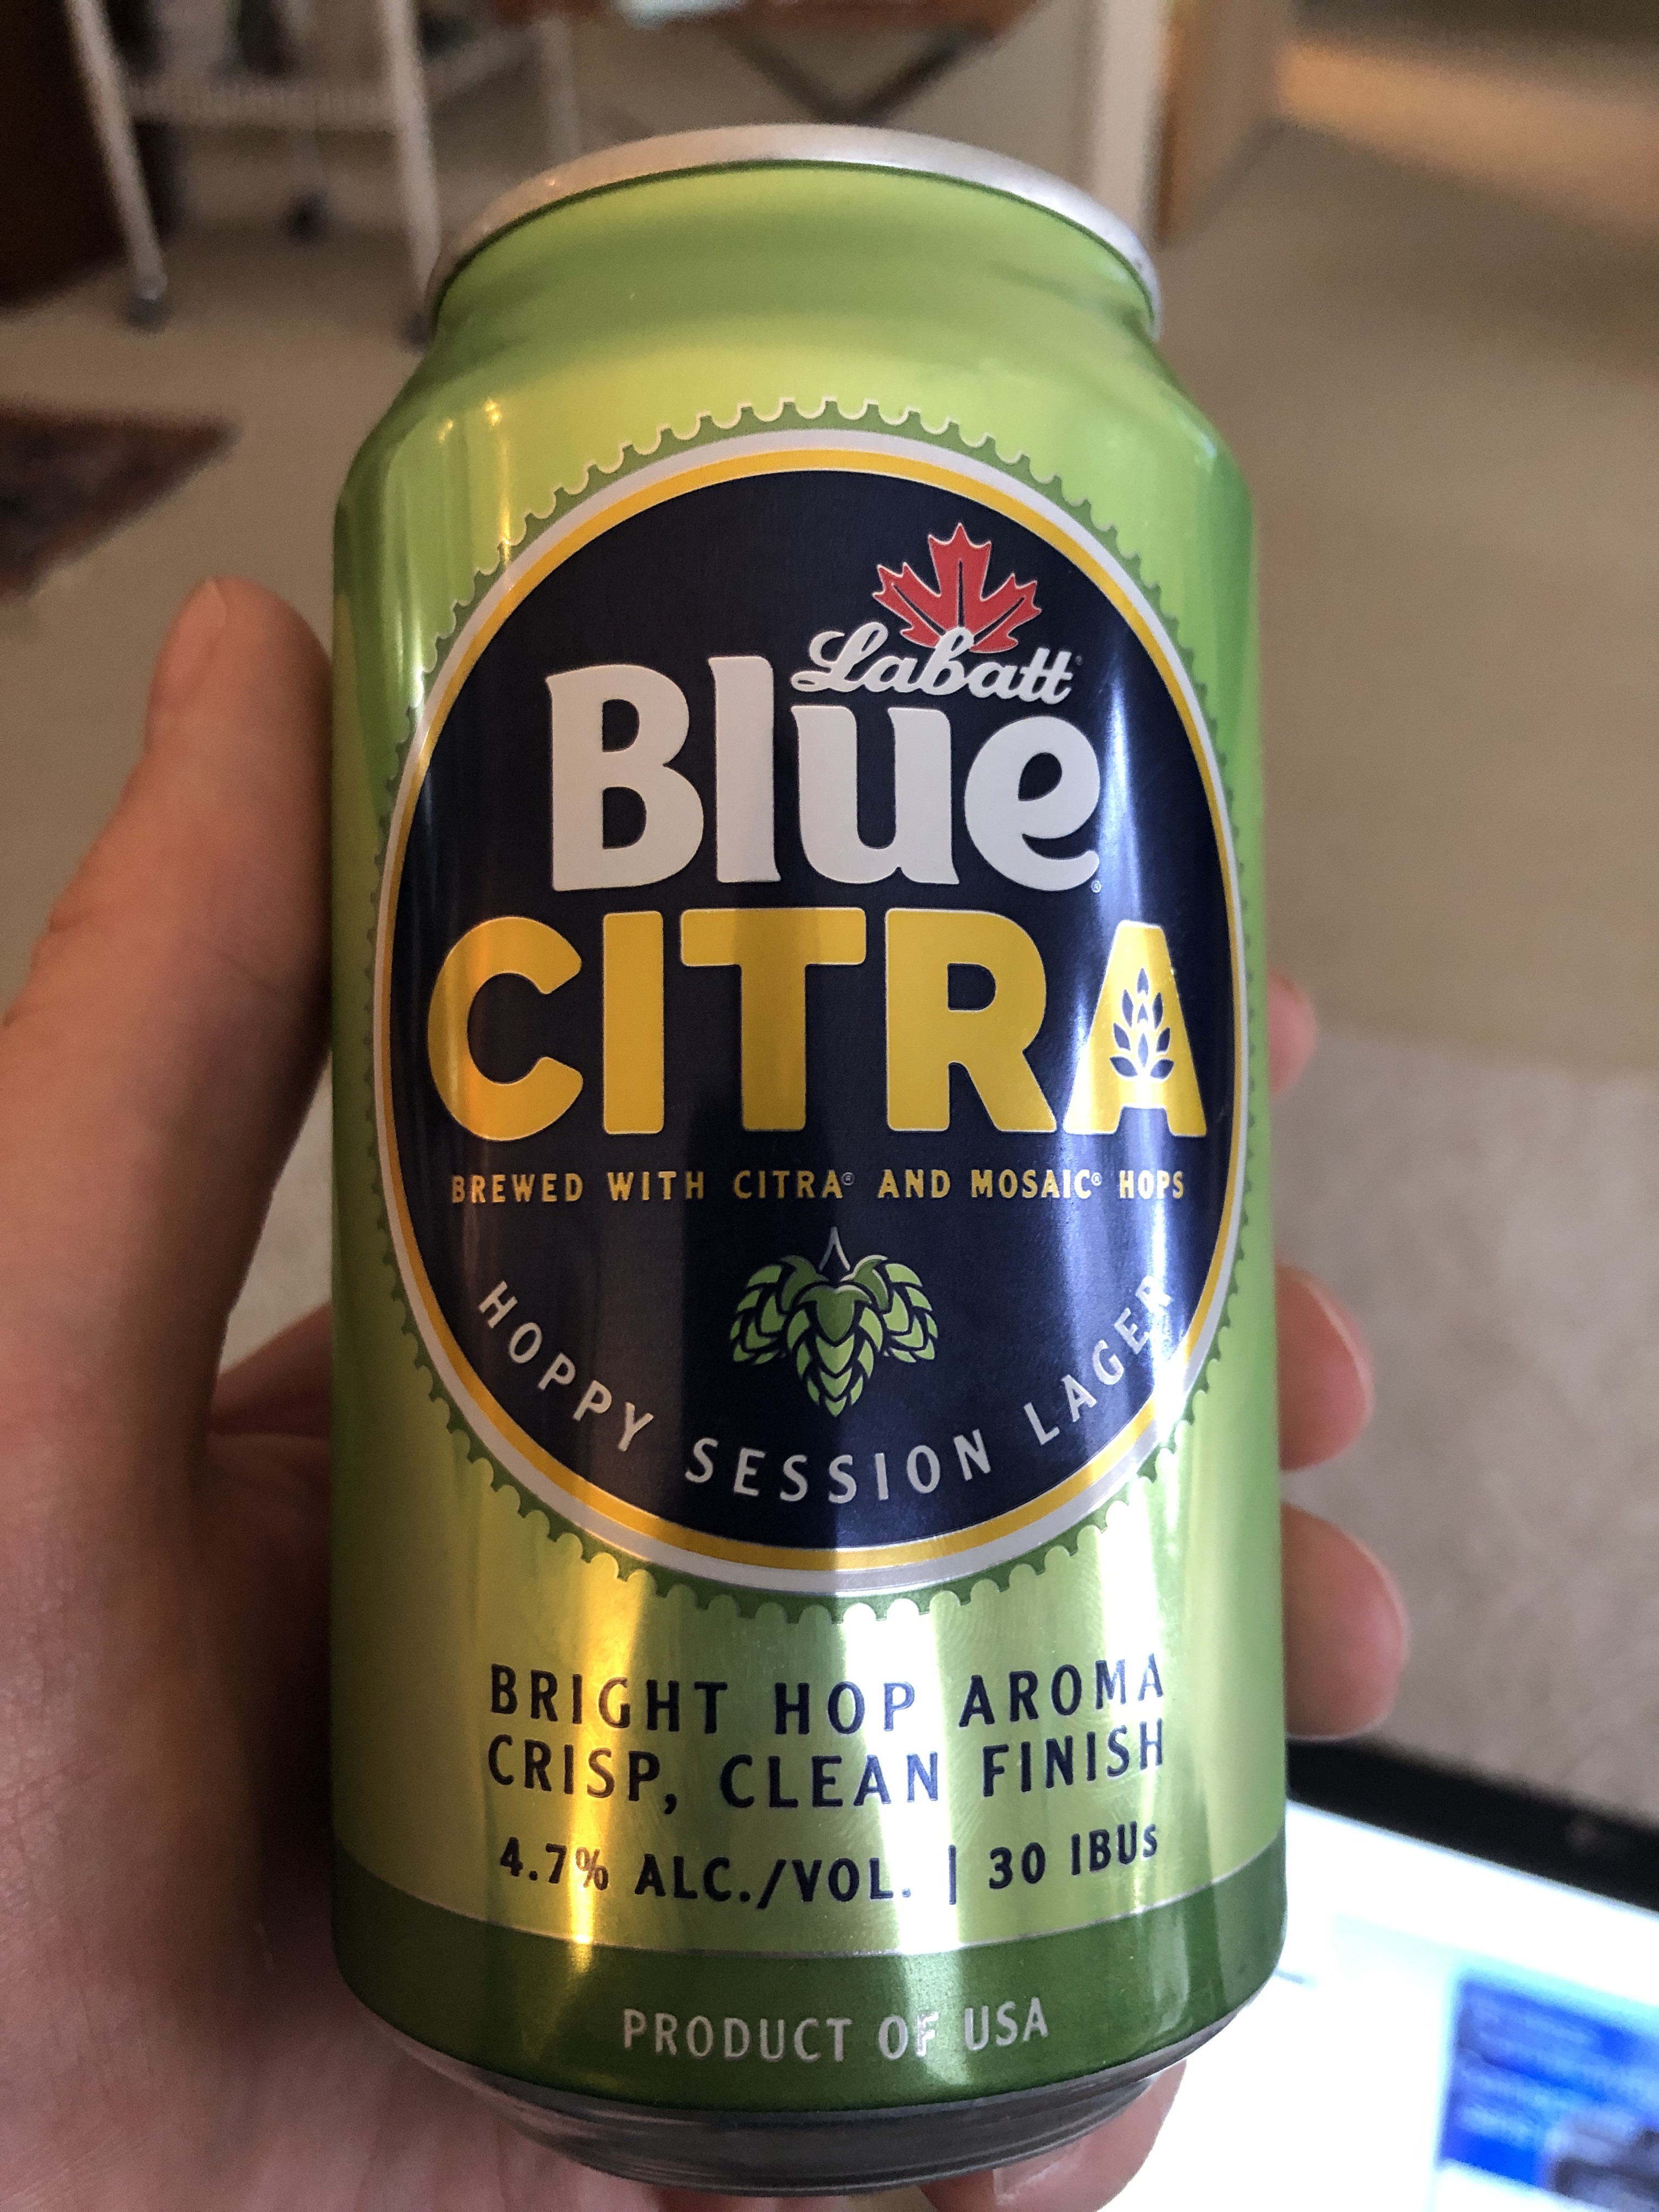 Labatt
Blue®
CITRA
BREWED WITH CITRA® AND MOSAIC® HOPS
HOPPY SESSION LAGER
BRIGHT HOP AROMA
CRISP, CLEAN FINISH
4.7% ALC./VOL. | 30 IBUs
PRODUCT OF USA